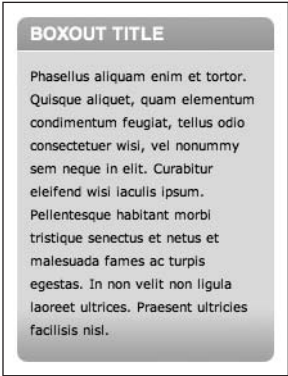 BOXOUT TITLE
Phasellus aliquam enim et tortor.
Quisque aliquet, quam elementum
condimentum feugiat, tellus odio
consectetuer wisi, vel nonummy
sem neque in elit. Curabitur
eleifend wisi iaculis ipsum.
Pellentesque habitant morbi
tristique senectus et netus et
malesuada fames ac turpis
egestas. In non velit non ligula
laoreet ultrices. Praesent ultricies
facilisis nisl.